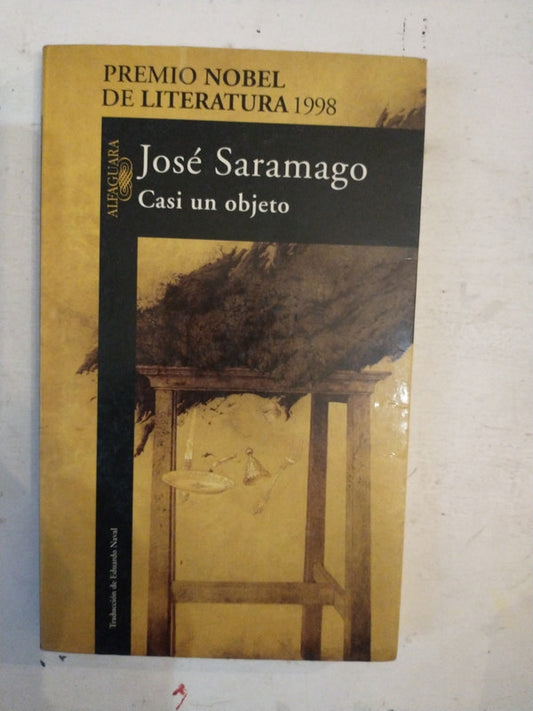 PREMIO NOBEL
DE LITERATURA 1998
ALFAGUARA
José Saramago
Casi un objeto
Traducción de Eduardo Naval